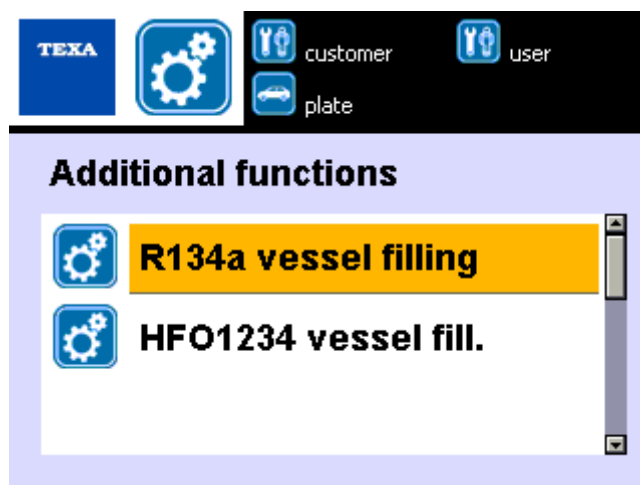 TEXA
customer user
plate
Additional functions
R134a vessel filling
HFO1234 vessel fill.